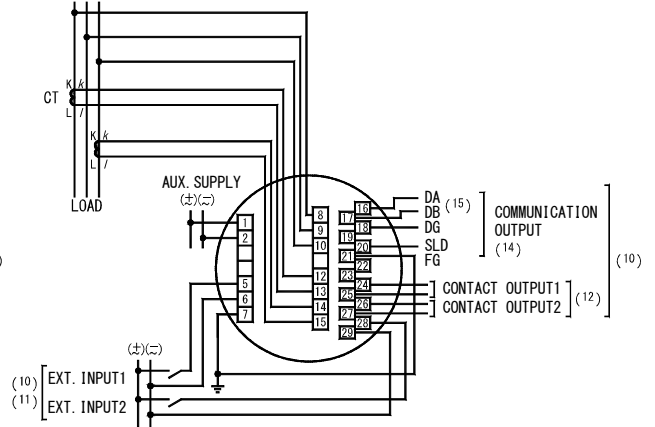 K k
CT
L l
K k
L l
LOAD
AUX. SUPPLY
(±)(∓)
1
2
5
6
7
8
9
10
12
13
14
15
16
17
18
19
20
21
22
23
24
25
26
27
28
29
DA
DB (15)
DG
SLD
FG
COMMUNICATION
OUTPUT
(14)
(10)
CONTACT OUTPUT1
CONTACT OUTPUT2
(12)
)
(10)
(11)
EXT. INPUT1
EXT. INPUT2